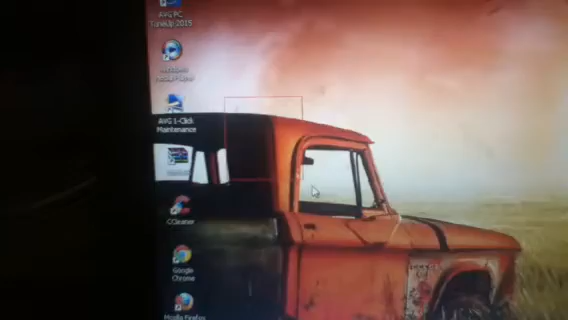 AVG PC
TuneUp 2015
AVG 1-Click
Maintenance
CCleaner
Google
Chrome
Mozilla Firefox